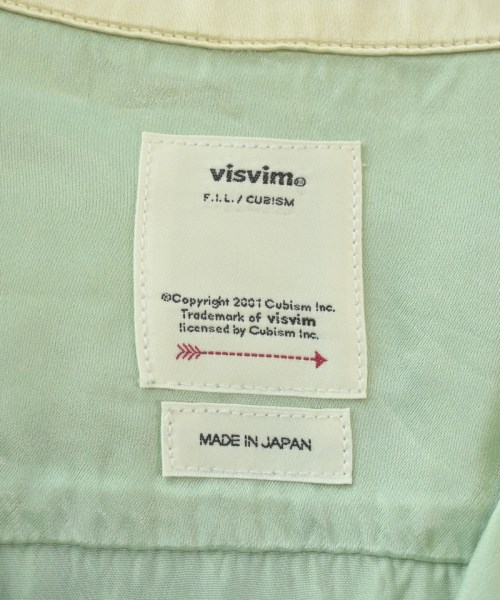 visvim®
F.I.L./CUBISM
©Copyright 2001 Cubism Inc.
Trademark of visvim
licensed by Cubism Inc.
MADE IN JAPAN